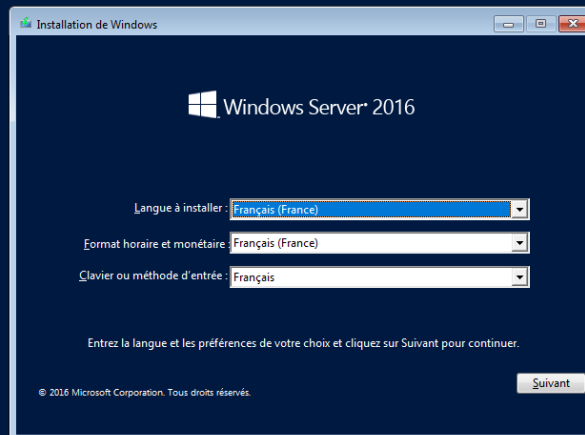 Installation de Windows
Windows Server 2016
Langue à installer : Français (France)
Format horaire et monétaire : Français (France)
Clavier ou méthode d'entrée : Français
Entrez la langue et les préférences de votre choix et cliquez sur Suivant pour continuer.
Suivant
© 2016 Microsoft Corporation. Tous droits réservés.